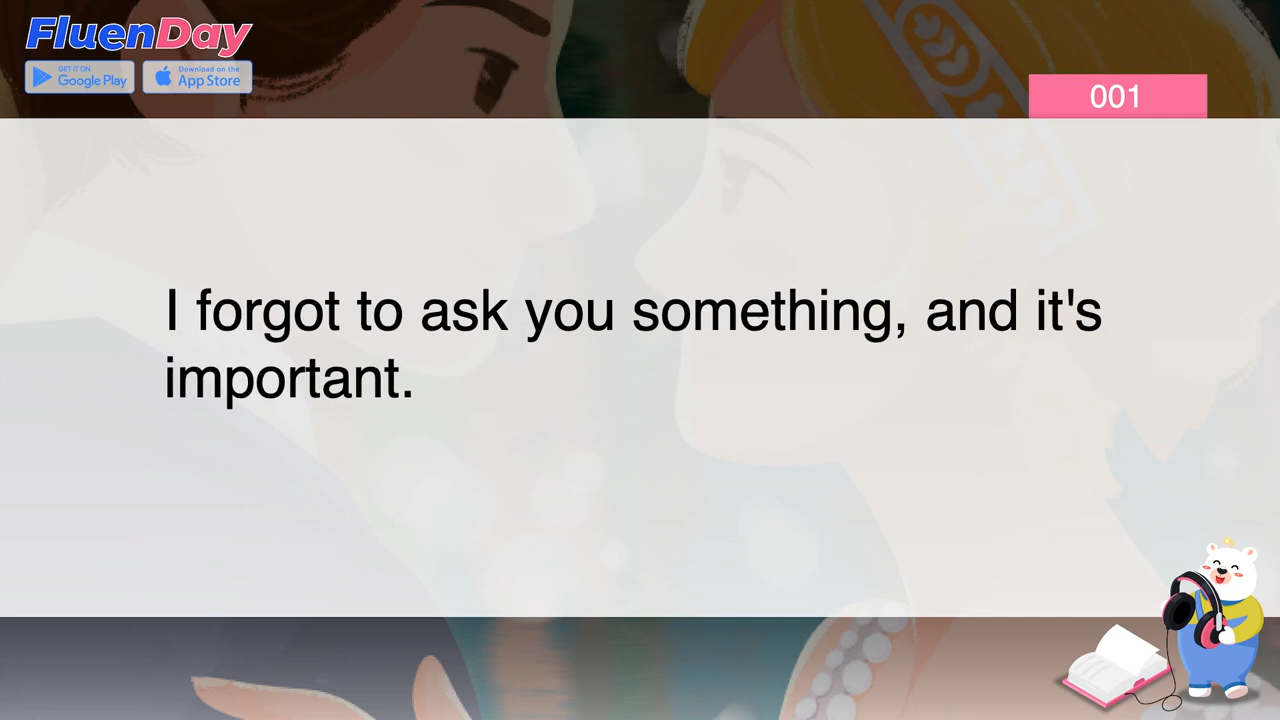 FluenDay
GET IT ON
Google Play
Download on the
App Store
001
I forgot to ask you something, and it's
important.